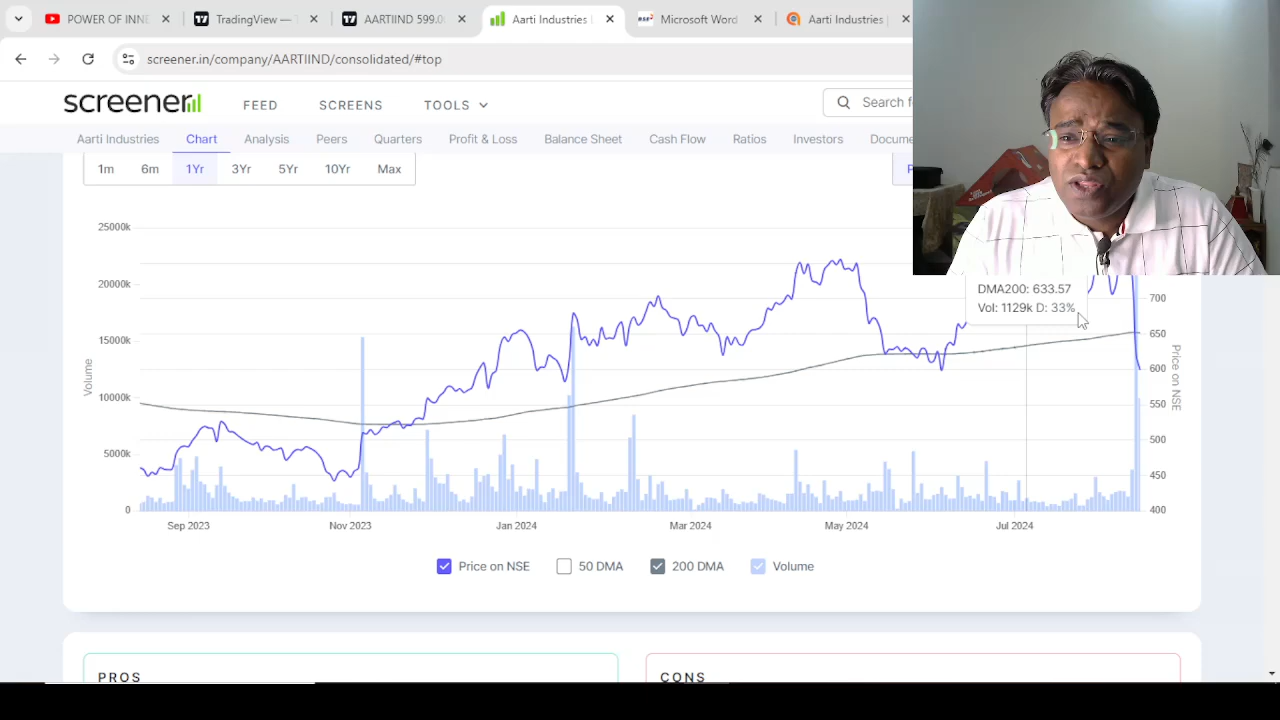 POWER OF INNE
TradingView —
AARTIIND 599.0
Aarti Industries
Microsoft Word
Aarti Industries |
screener.in/company/AARTIIND/consolidated/#top
screener
FEED
SCREENS
TOOLS
Search f
Aarti Industries
Chart
Analysis
Peers
Quarters
Profit & Loss
Balance Sheet
Cash Flow
Ratios
Investors
Docume
1m
6m
1Yr
3Yr
5Yr
10Yr
Max
25000k
20000k
15000k
10000k
5000k
0
Volume
DMA200: 633.57
Vol: 1129k D: 33%
700
650
600
550
500
450
400
Price on NSE
Sep 2023
Nov 2023
Jan 2024
Mar 2024
May 2024
Jul 2024
Price on NSE
50 DMA
200 DMA
Volume
PROS
CONS